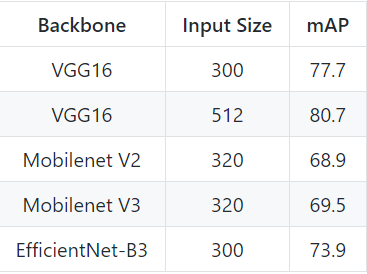 Backbone Input Size mAP
VGG16 300 77.7
VGG16 512 80.7
Mobilenet V2 320 68.9
Mobilenet V3 320 69.5
EfficientNet-B3 300 73.9